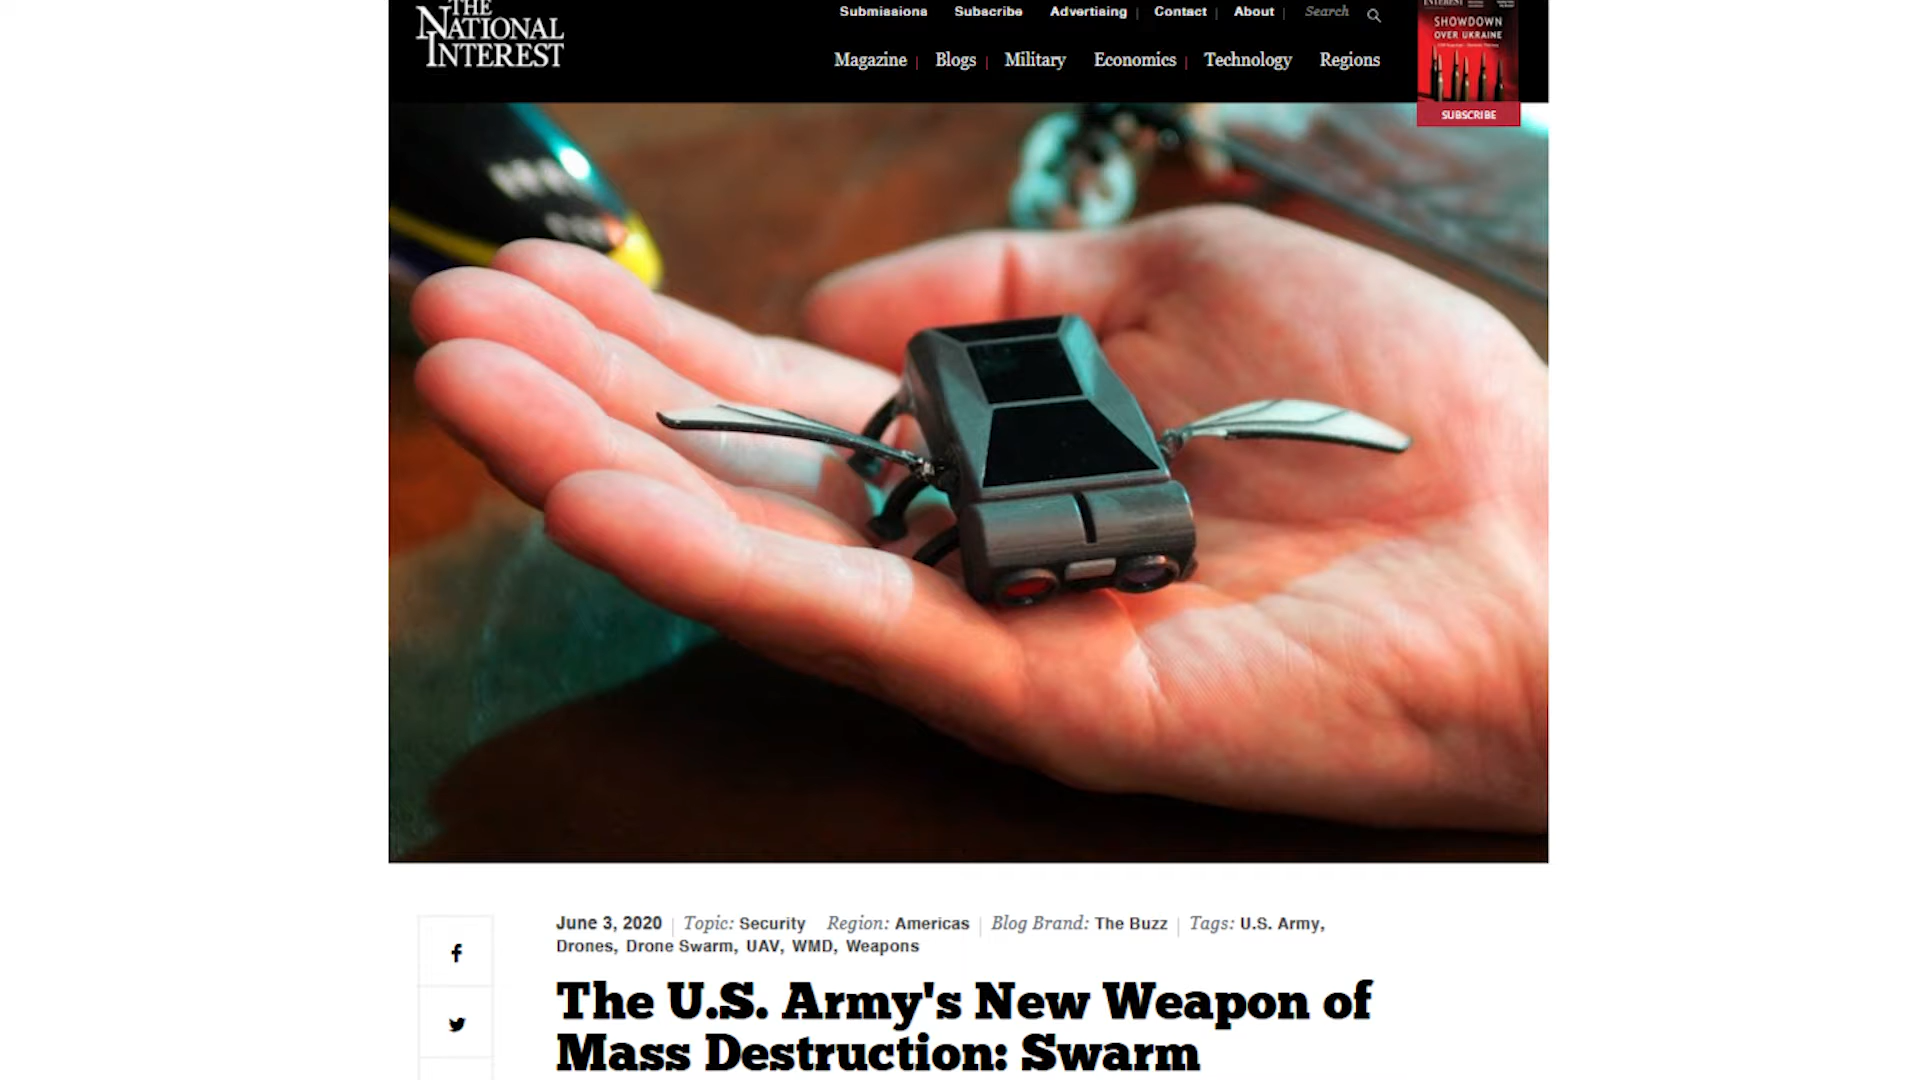 THE
NATIONAL
INTEREST
Submissions Subscribe Advertising | Contact | About | Search
Magazine | Blogs | Military Economics | Technology Regions
INTEREST
SHOWDOWN
OVER UKRAINE
SUBSCRIBE
June 3, 2020 | Topic: Security Region: Americas | Blog Brand: The Buzz | Tags: U.S. Army,
Drones, Drone Swarm, UAV, WMD, Weapons
The U.S. Army's New Weapon of
Mass Destruction: Swarm